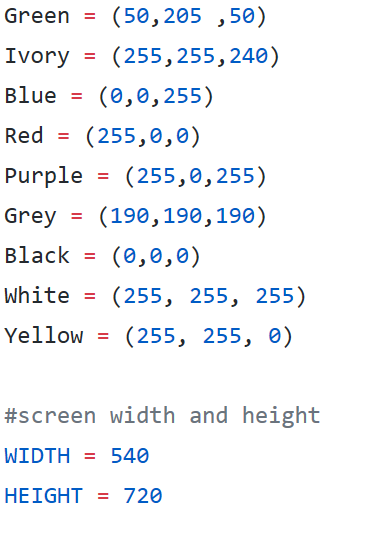 Green = (50,205 ,50)
Ivory = (255,255,240)
Blue = (0,0,255)
Red = (255,0,0)
Purple = (255,0,255)
Grey = (190,190,190)
Black = (0,0,0)
White = (255, 255, 255)
Yellow = (255, 255, 0)
#screen width and height
WIDTH = 540
HEIGHT = 720